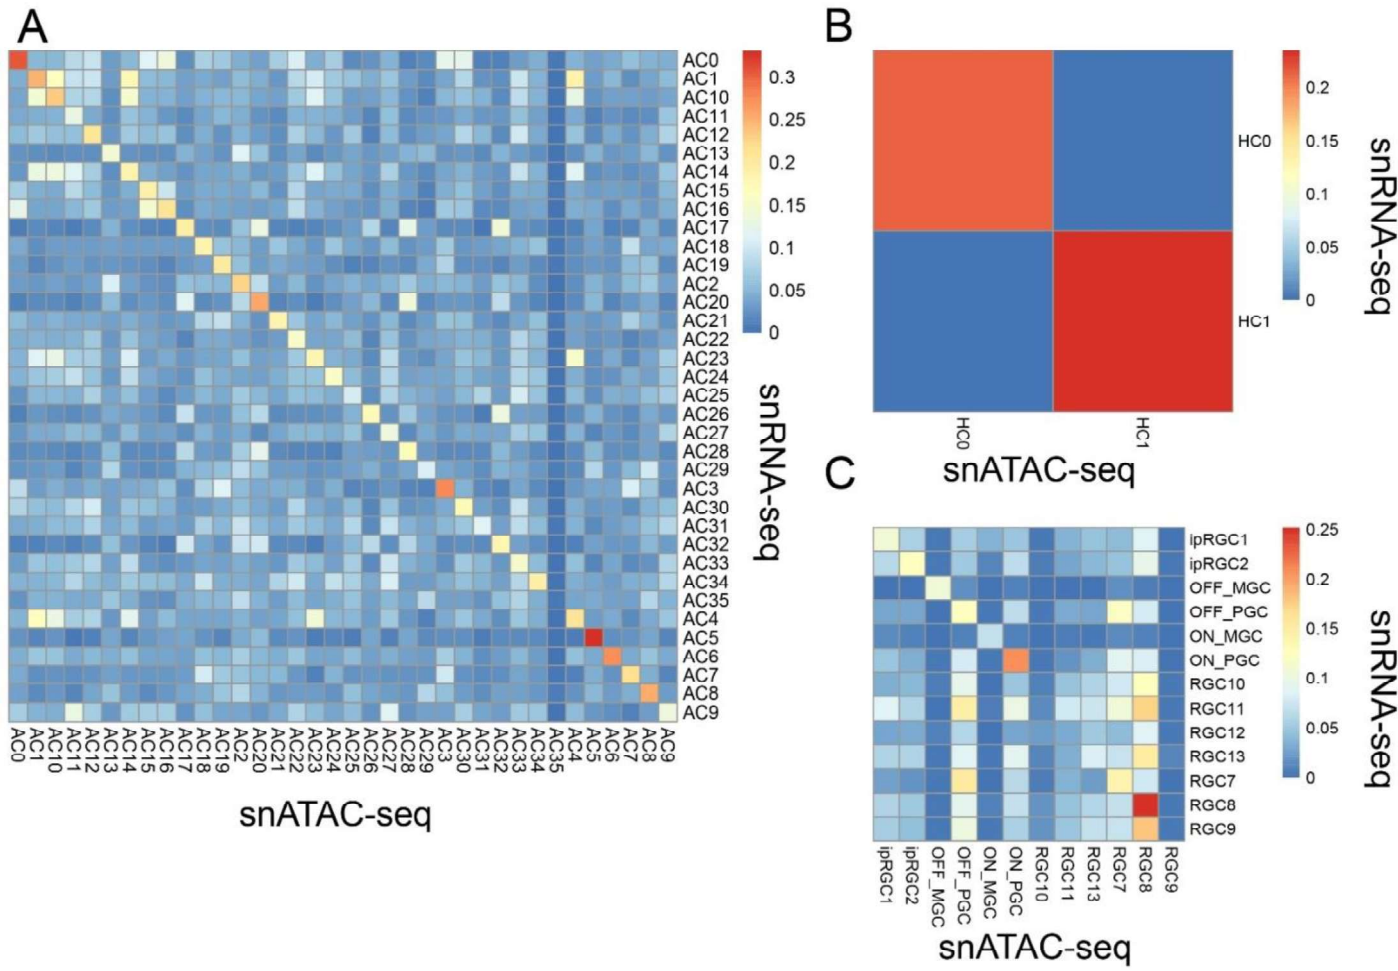 A
AC0
AC1
AC10
AC11
AC12
AC13
AC14
AC15
AC16
AC17
AC18
AC19
AC2
AC20
AC21
AC22
AC23
AC24
AC25
AC26
AC27
AC28
AC29
AC3
AC30
AC31
AC32
AC33
AC34
AC35
AC4
AC5
AC6
AC7
AC8
AC9
0.3
0.25
0.2
0.15
0.1
0.05
0
snRNA-seq
AC0
AC1
AC10
AC11
AC12
AC13
AC14
AC15
AC16
AC17
AC18
AC19
AC2
AC20
AC21
AC22
AC23
AC24
AC25
AC26
AC27
AC28
AC29
AC3
AC30
AC31
AC32
AC33
AC34
AC35
AC4
AC5
AC6
AC7
AC8
AC9
snATAC-seq
B
HC0
HC1
0.2
0.15
0.1
0.05
0
snRNA-seq
HC0
HC1
snATAC-seq
C
ipRGC1
ipRGC2
OFF_MGC
OFF_PGC
ON_MGC
ON_PGC
RGC10
RGC11
RGC12
RGC13
RGC7
RGC8
RGC9
0.25
0.2
0.15
0.1
0.05
0
snRNA-seq
ipRGC1
ipRGC2
OFF_MGC
OFF_PGC
ON_MGC
ON_PGC
RGC10
RGC11
RGC13
RGC7
RGC8
RGC9
snATAC-seq